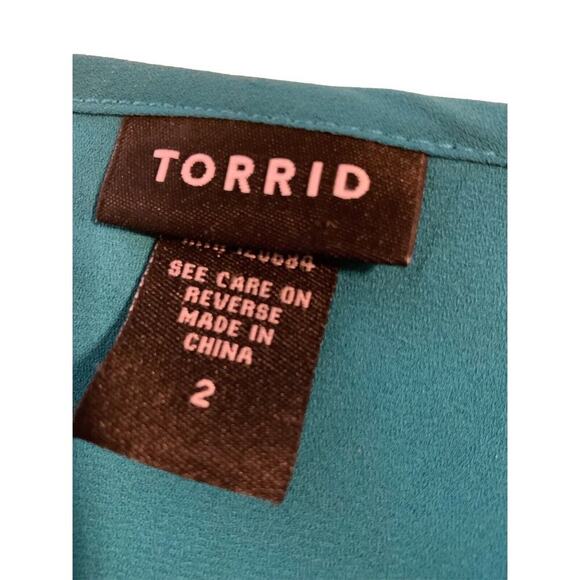 TORRID
SEE CARE ON
REVERSE
MADE IN
CHINA
2